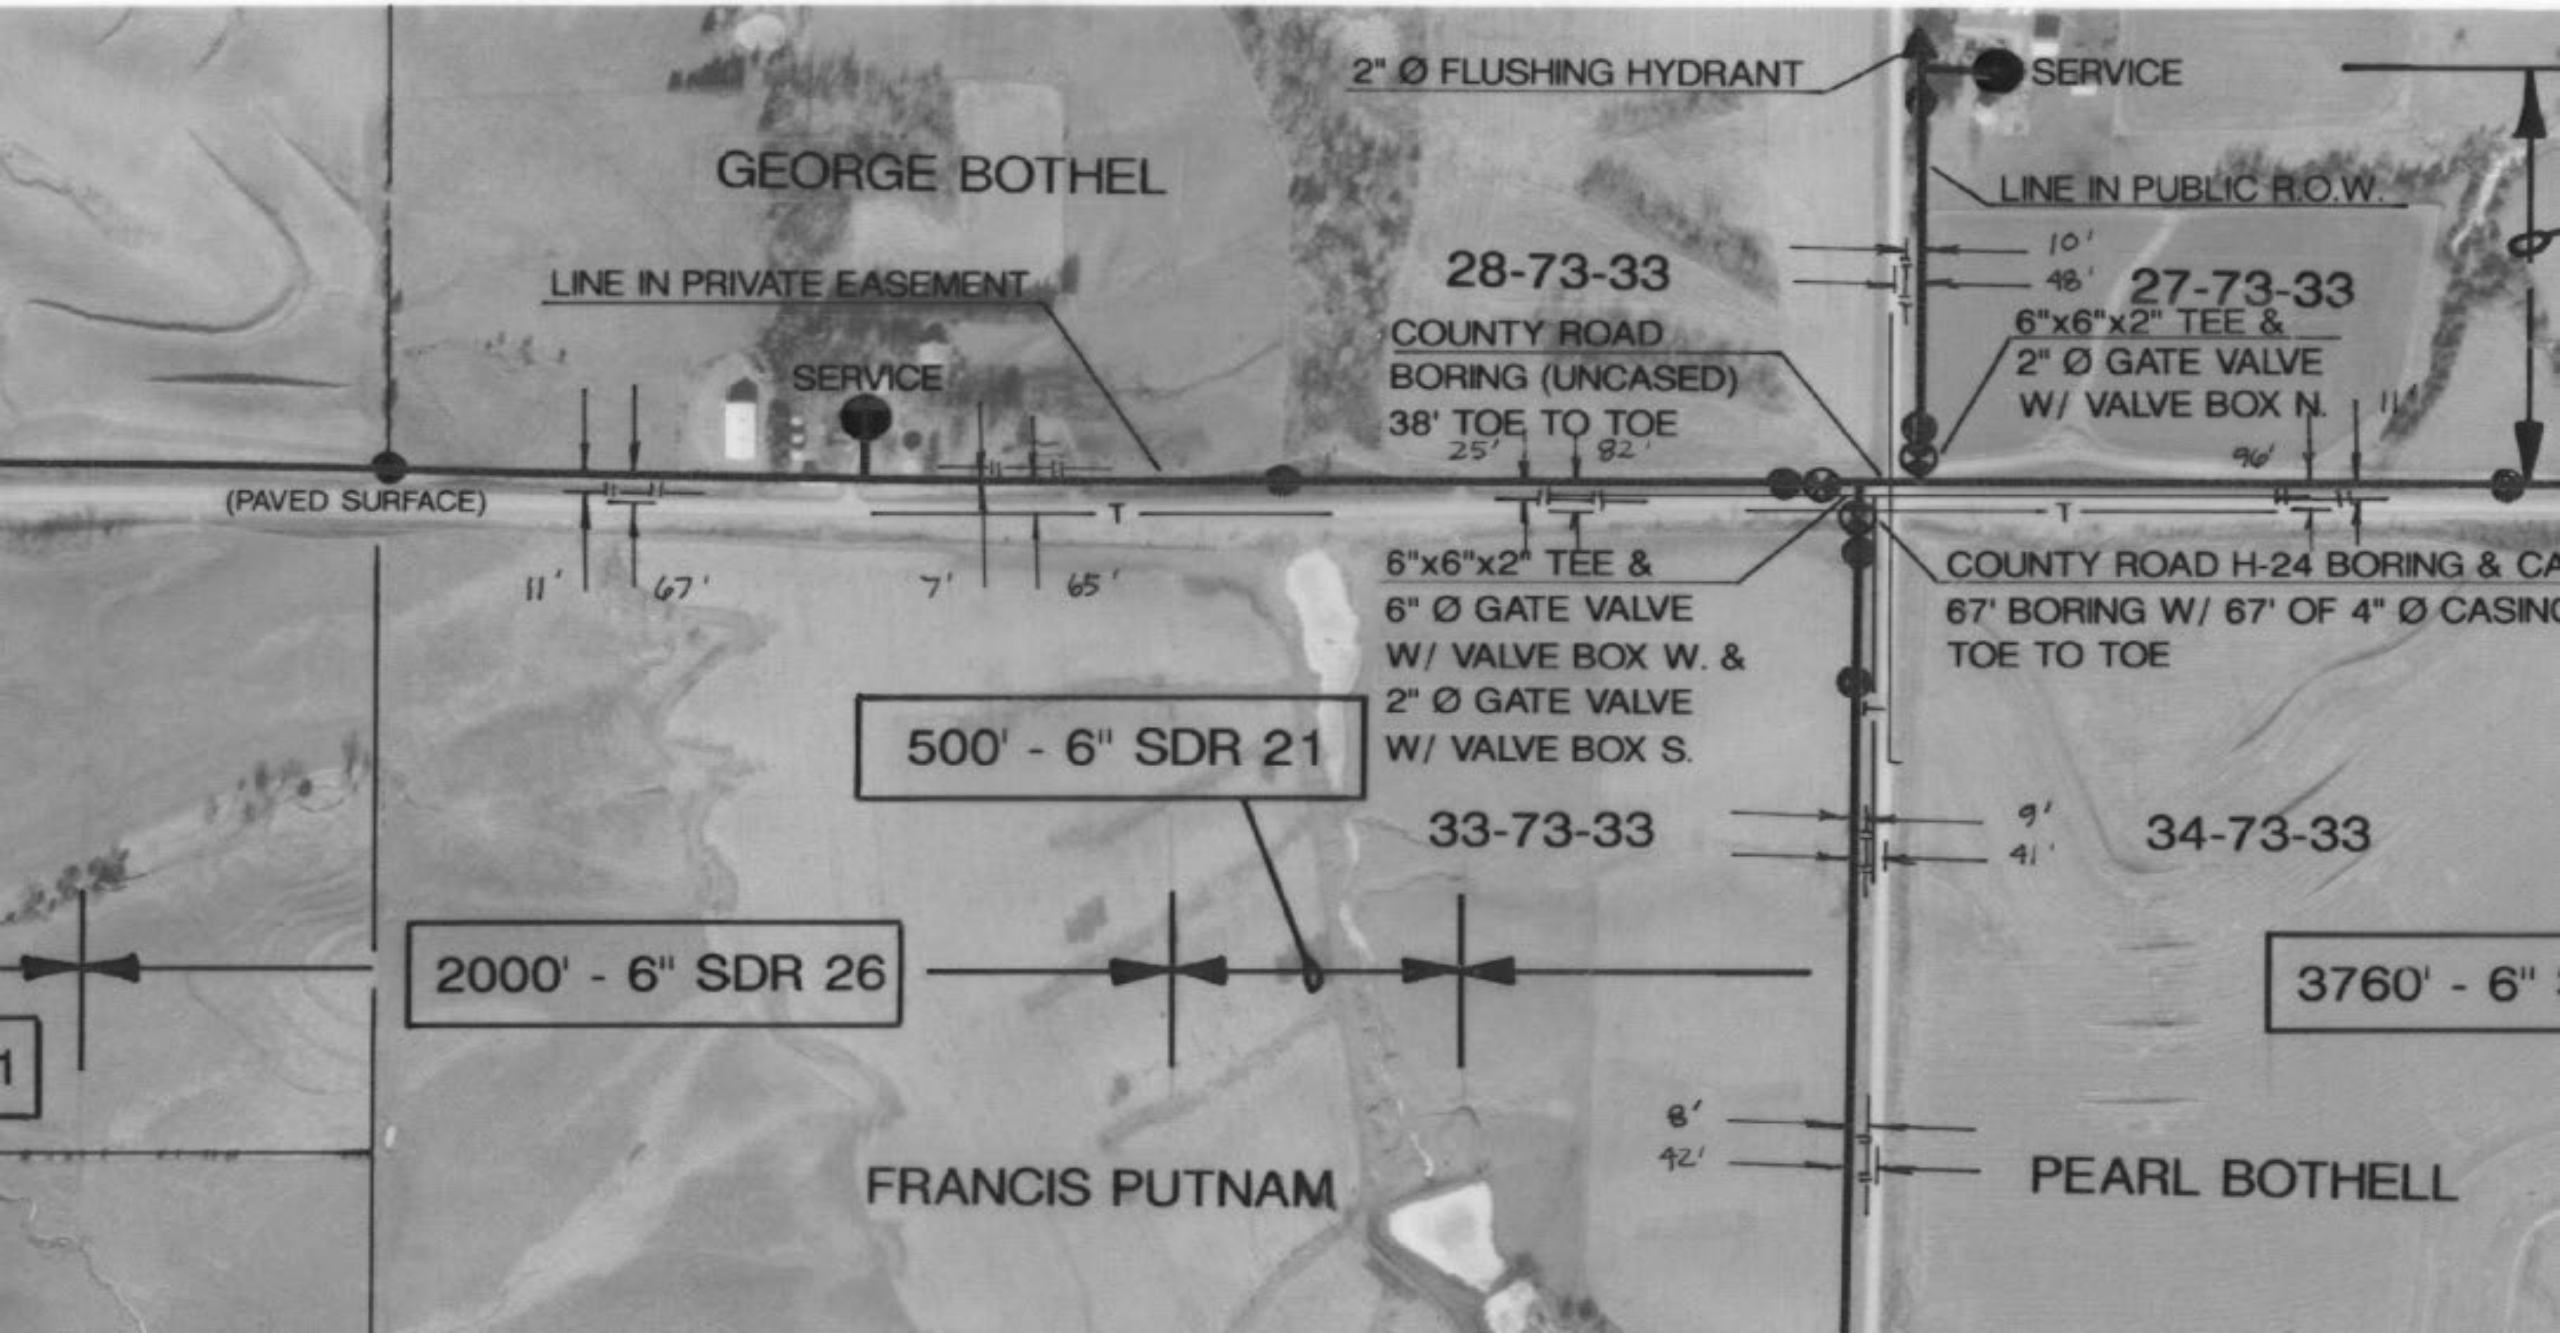 2" Ø FLUSHING HYDRANT
SERVICE
GEORGE BOTHEL
LINE IN PUBLIC R.O.W.
10'
48'
28-73-33
27-73-33
LINE IN PRIVATE EASEMENT
COUNTY ROAD
BORING (UNCASED)
38' TOE TO TOE
6"x6"x2" TEE &
2" Ø GATE VALVE
W/ VALVE BOX N.
SERVICE
25'
82'
96'
11'
(PAVED SURFACE)
T
T
11'
67'
7'
65'
6"x6"x2" TEE &
6" Ø GATE VALVE
W/ VALVE BOX W. &
2" Ø GATE VALVE
W/ VALVE BOX S.
COUNTY ROAD H-24 BORING & CA
67' BORING W/ 67' OF 4" Ø CASING
TOE TO TOE
500' - 6" SDR 21
33-73-33
9'
41'
34-73-33
2000' - 6" SDR 26
3760' - 6"
1
8'
42'
FRANCIS PUTNAM
PEARL BOTHELL